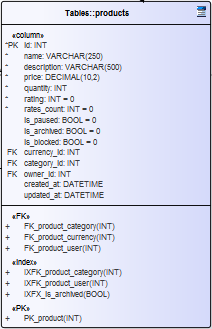 Tables::products
«column»
*PK id: INT
* name: VARCHAR(250)
* description: VARCHAR(500)
* price: DECIMAL(10,2)
* quantity: INT
* rating: INT = 0
* rates_count: INT = 0
is_paused: BOOL = 0
is_archived: BOOL = 0
is_blocked: BOOL = 0
FK currency_id: INT
FK category_id: INT
FK owner_id: INT
created_at: DATETIME
updated_at: DATETIME
«FK»
+ FK_product_category(INT)
+ FK_product_currency(INT)
+ FK_product_user(INT)
«index»
+ IXFK_product_category(INT)
+ IXFK_product_user(INT)
+ IXFX_is_archived(BOOL)
«PK»
+ PK_product(INT)